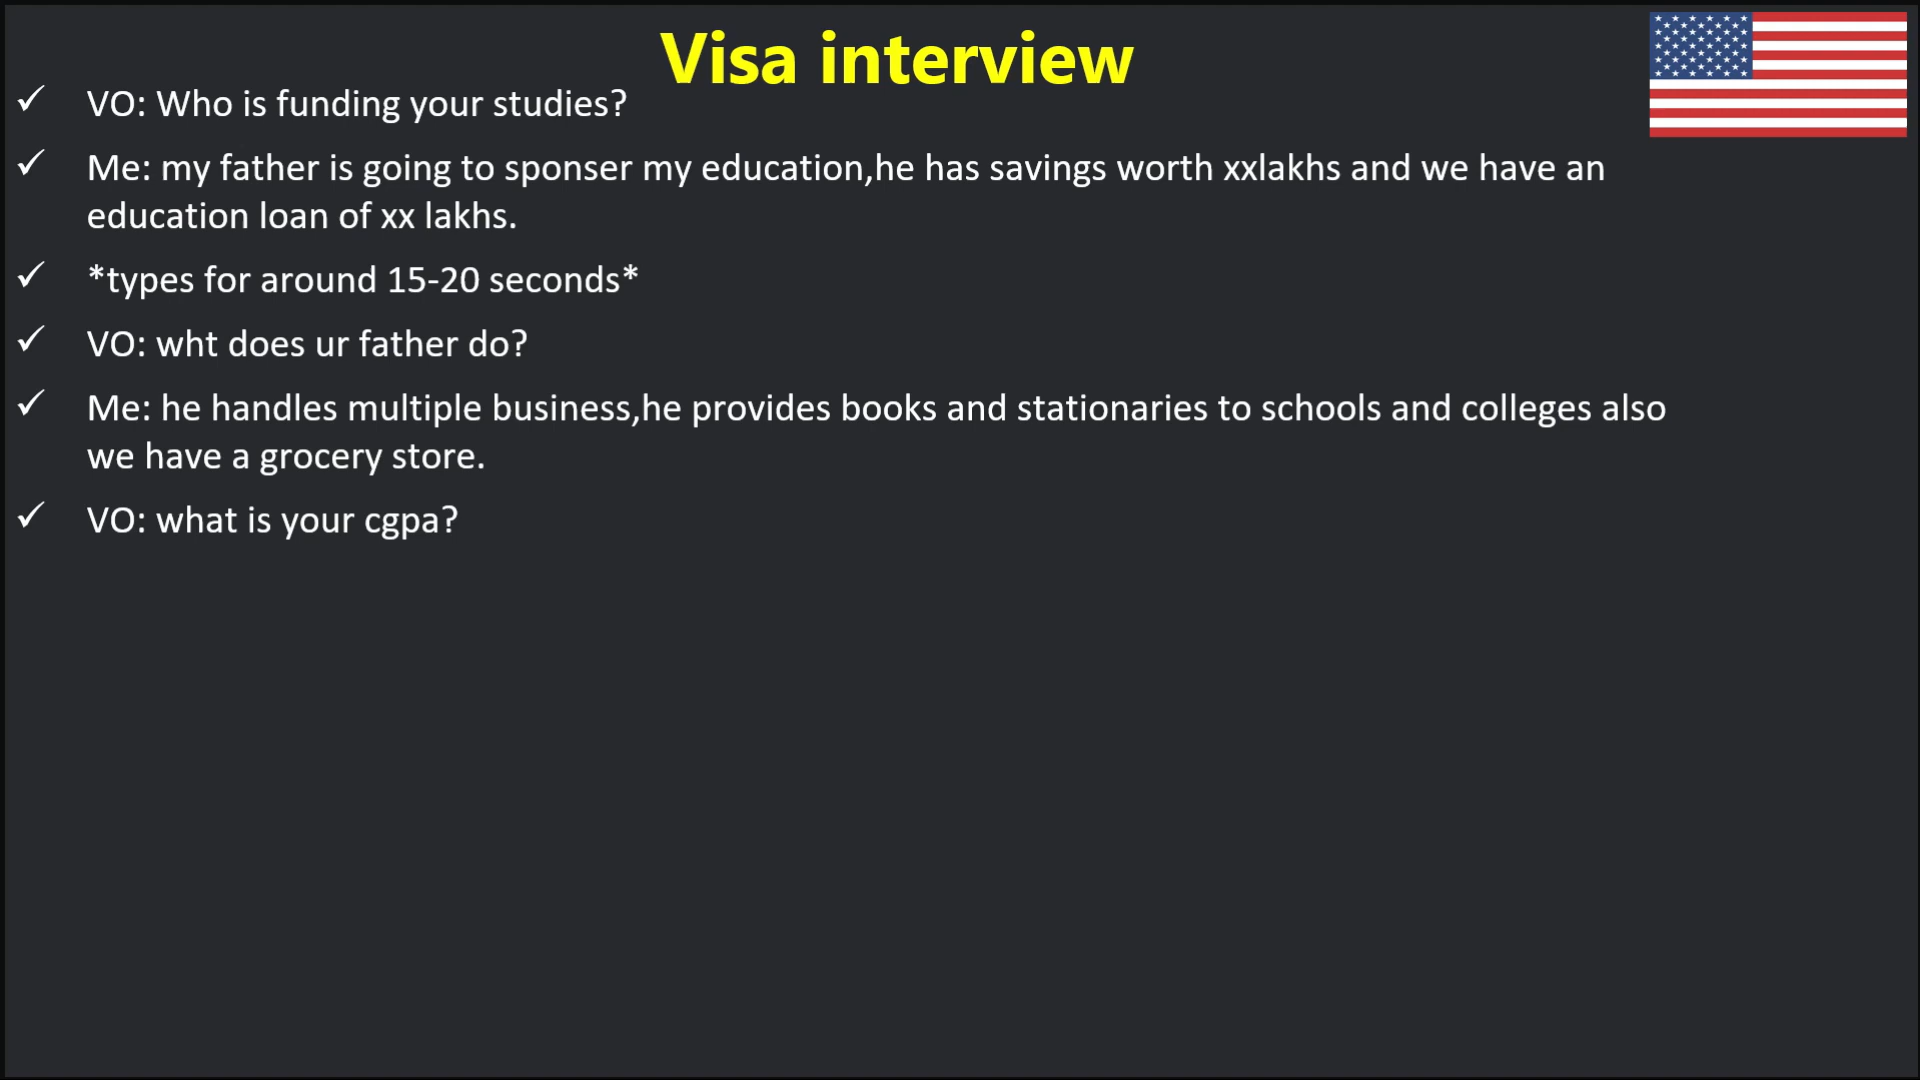 Visa interview
VO: Who is funding your studies?
Me: my father is going to sponser my education,he has savings worth xxlakhs and we have an
education loan of xx lakhs.
*types for around 15-20 seconds*
VO: wht does ur father do?
Me: he handles multiple business,he provides books and stationaries to schools and colleges also
we have a grocery store.
VO: what is your cgpa?